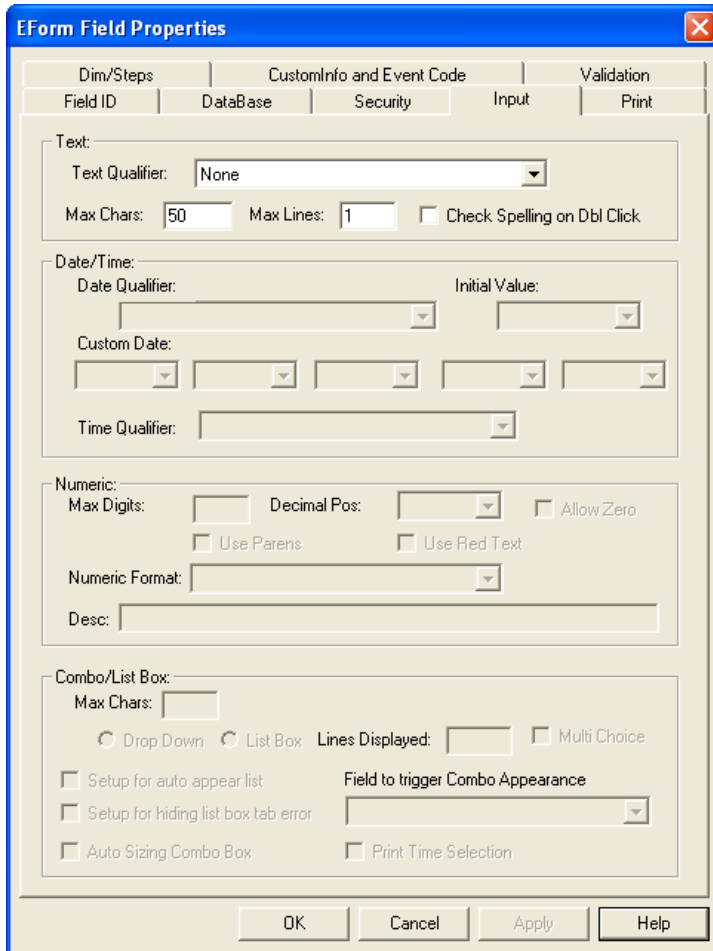 EForm Field Properties
Dim/Steps CustomInfo and Event Code Validation
Field ID DataBase Security Input Print
Text:
Text Qualifier: None
Max Chars: 50 Max Lines: 1 Check Spelling on Dbl Click
Date/Time:
Date Qualifier: Initial Value:
Custom Date:
Time Qualifier:
Numeric:
Max Digits: Decimal Pos: Allow Zero
Use Parens Use Red Text
Numeric Format:
Desc:
Combo/List Box:
Max Chars:
Drop Down List Box Lines Displayed: Multi Choice
Setup for auto appear list Field to trigger Combo Appearance
Setup for hiding list box tab error
Auto Sizing Combo Box Print Time Selection
OK Cancel Apply Help